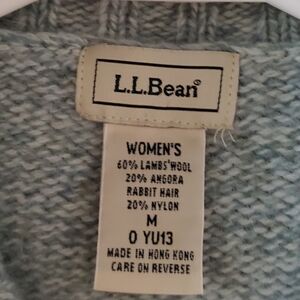 L.L.Bean®
WOMEN'S
60% LAMBS' WOOL
20% ANGORA
RABBIT HAIR
20% NYLON
M
0 YU13
MADE IN HONG KONG
CARE ON REVERSE